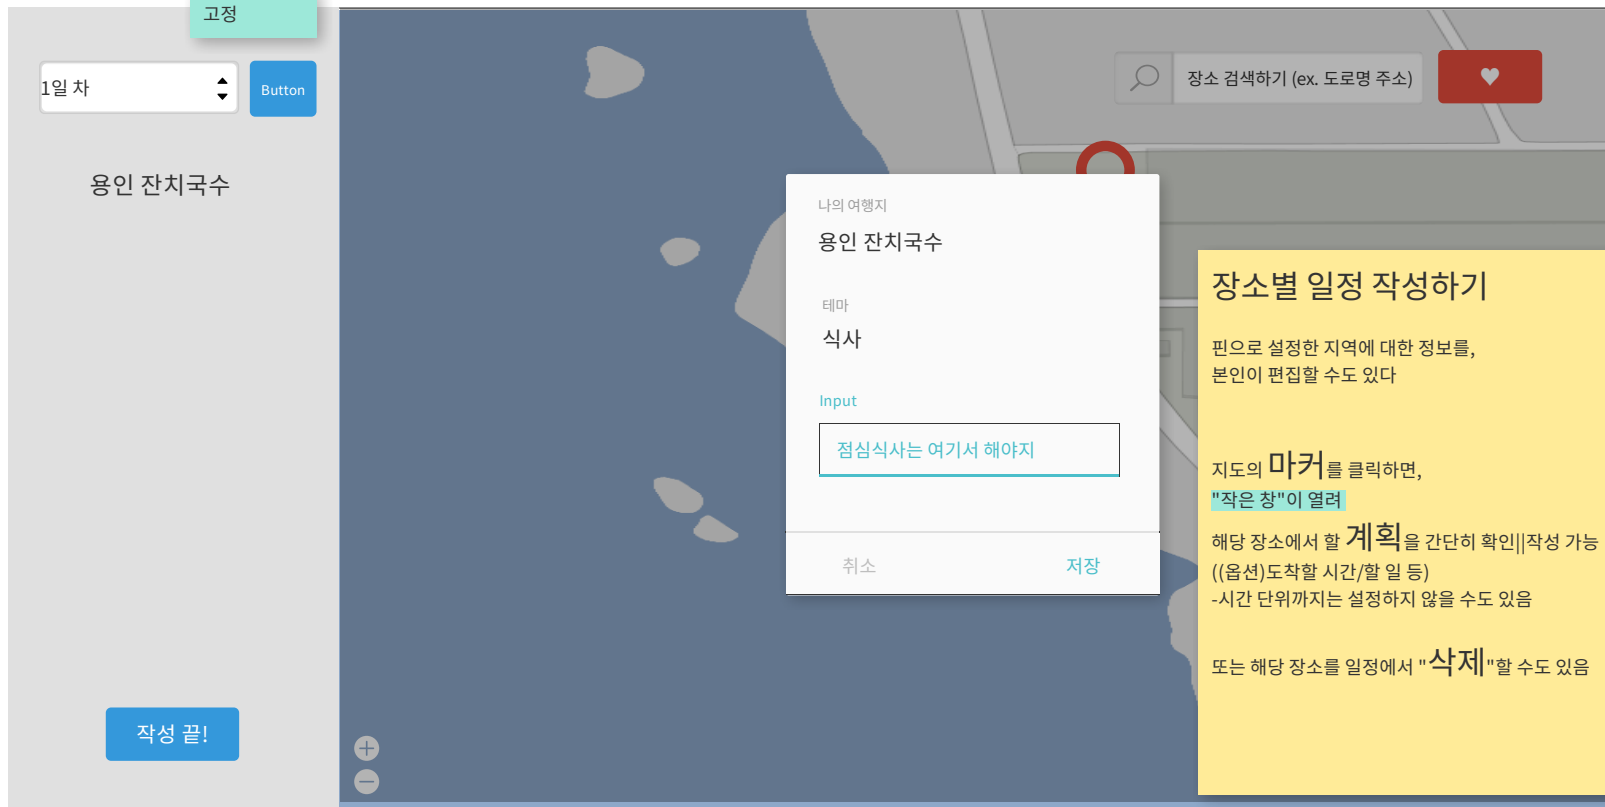 고정
1일 차
Button
용인 잔치국수
작성 끝!
장소 검색하기 (ex. 도로명 주소)
나의 여행지
용인 잔치국수
테마
식사
Input
점심식사는 여기서 해야지
취소
저장
장소별 일정 작성하기
핀으로 설정한 지역에 대한 정보를,
본인이 편집할 수도 있다
지도의 마커를 클릭하면,
"작은 창"이 열려
해당 장소에서 할 계획을 간단히 확인||작성 가능
((옵션)도착할 시간/할 일 등)
-시간 단위까지는 설정하지 않을 수도 있음
또는 해당 장소를 일정에서 "삭제"할 수도 있음